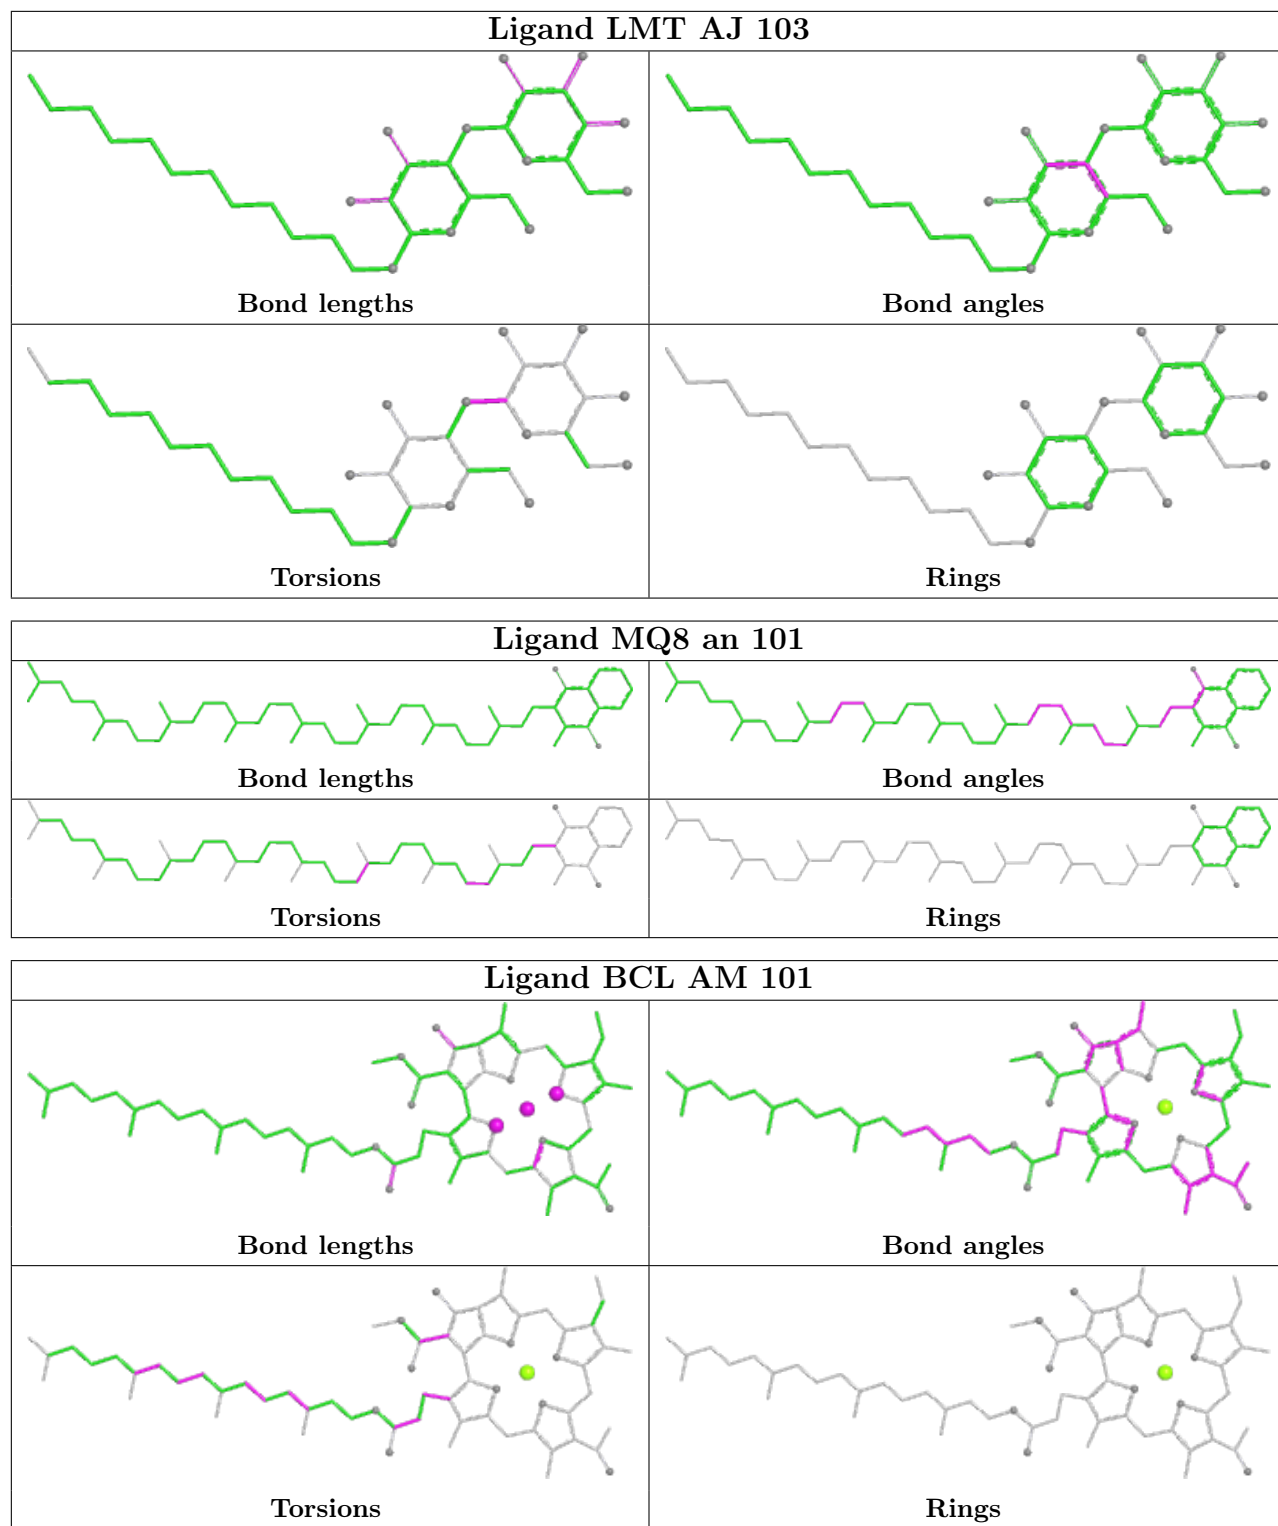 Ligand LMT AJ 103
Bond lengths
Bond angles
Torsions
Rings
Ligand MQ8 an 101
Bond lengths
Bond angles
Torsions
Rings
Ligand BCL AM 101
Bond lengths
Bond angles
Torsions
Rings